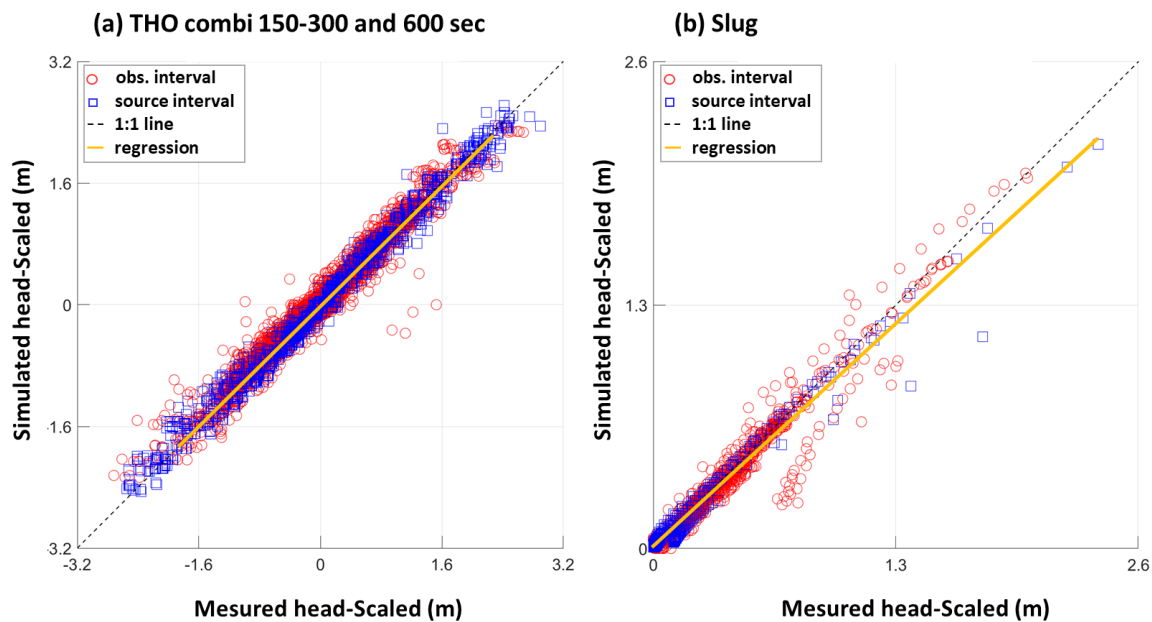 (a) THO combi 150-300 and 600 sec
3.2
obs. interval
source interval
1:1 line
regression
1.6
0
-1.6
-3.2
-3.2 -1.6 0 1.6 3.2
Simulated head-Scaled (m)
Mesured head-Scaled (m)
(b) Slug
2.6
obs. interval
source interval
1:1 line
regression
1.3
0
0 1.3 2.6
Simulated head-Scaled (m)
Mesured head-Scaled (m)